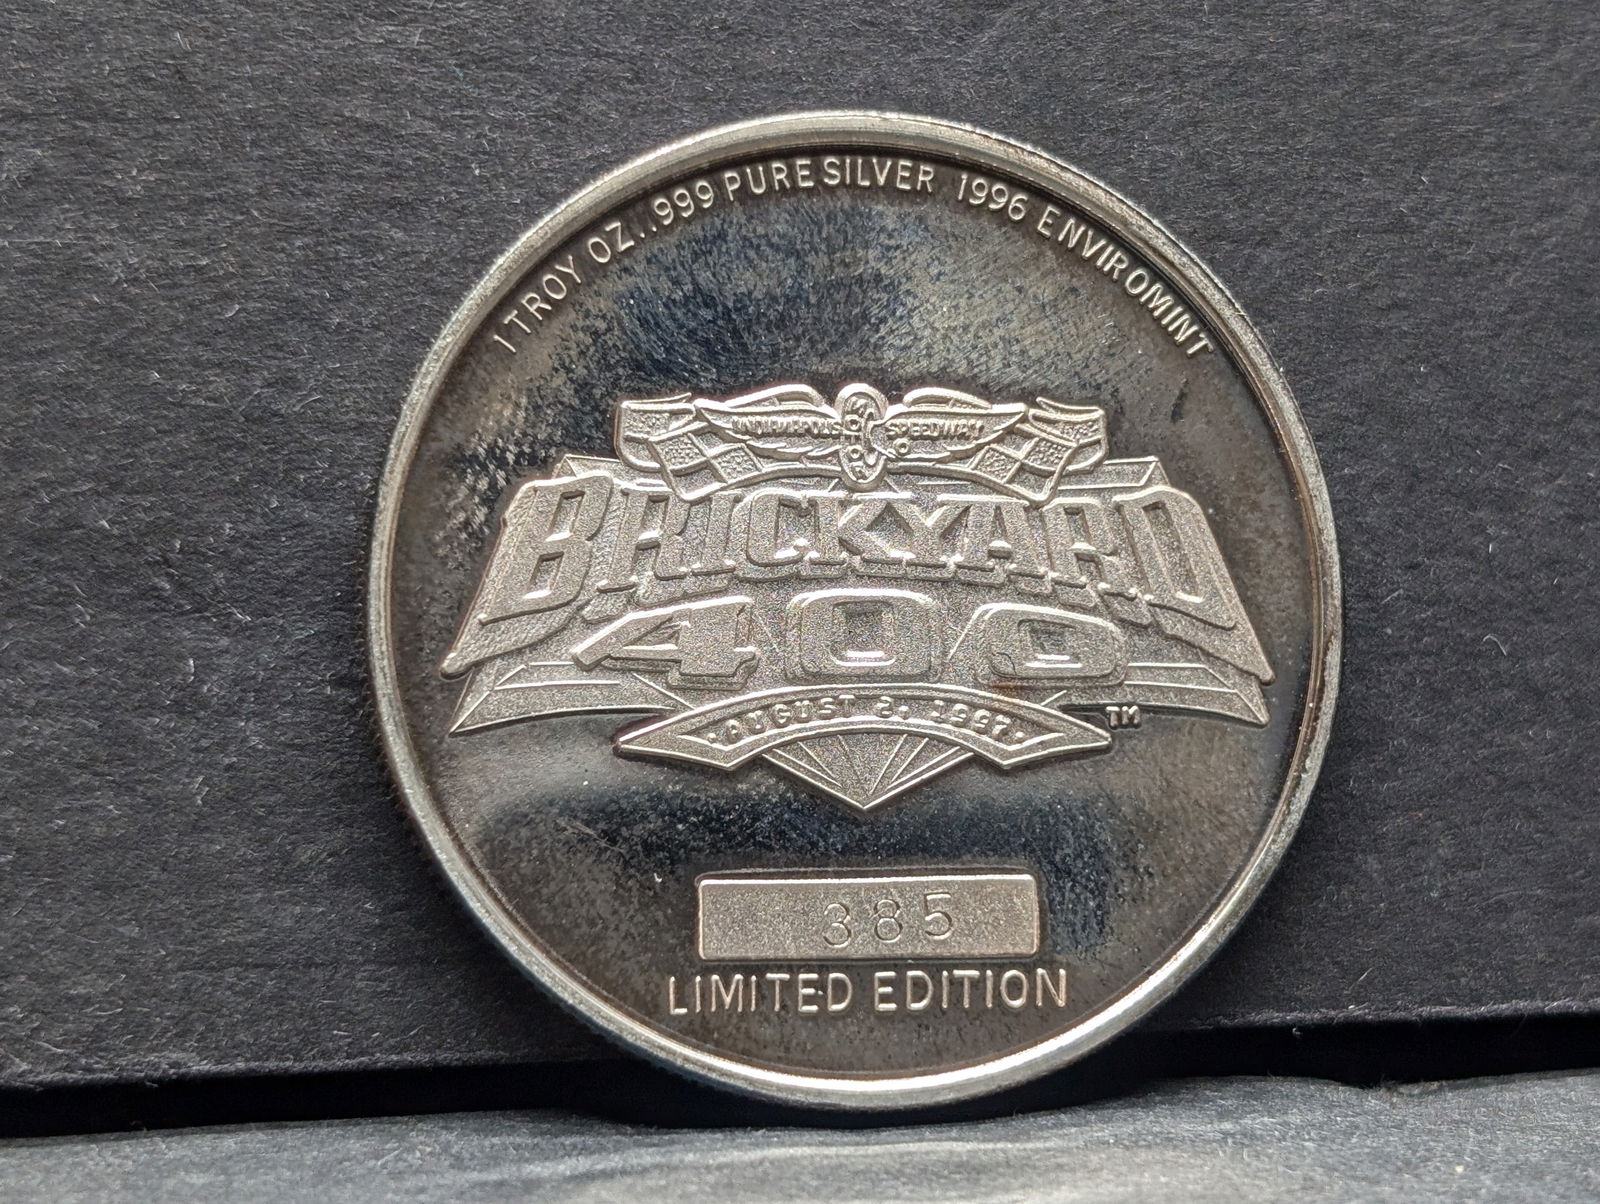 1 TROY OZ..999 PURE SILVER 1996 ENVIROMINT
INDIANAPOLIS MOTOR SPEEDWAY
BRICKYARD
400
·AUGUST 2, 1997·
TM
385
LIMITED EDITION